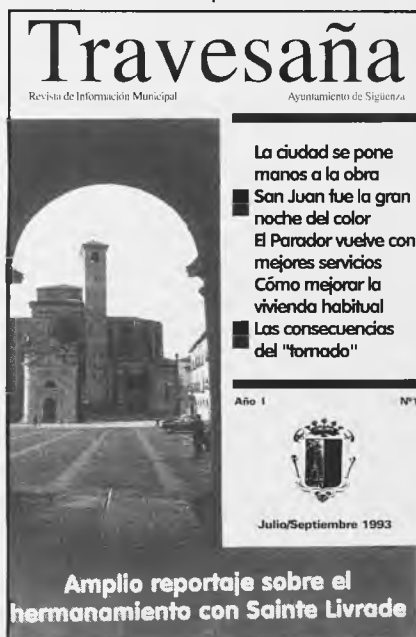 Travesaña
Revista de Información Municipal
Ayuntamiento de Sigüenza
La ciudad se pone
manos a la obra
San Juan fue la gran
noche del color
El Parador vuelve con
mejores servicios
Cómo mejorar la
vivienda habitual
Las consecuencias
del "tornado"
Año I
Nº1
Julio/Septiembre 1993
Amplio reportaje sobre el
hermanamiento con Sainte Livrade